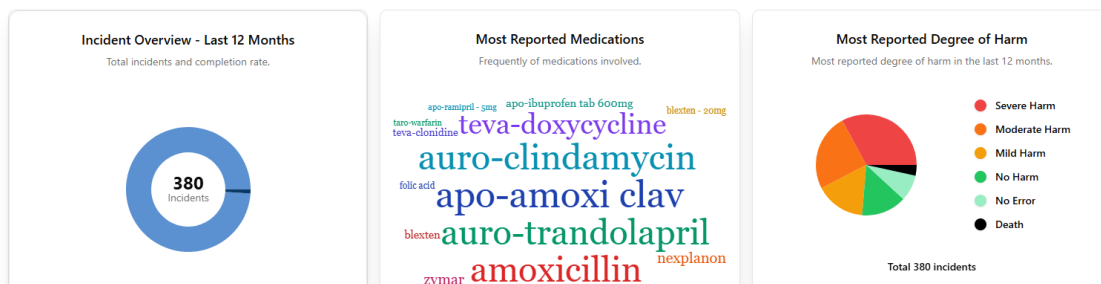 Incident Overview - Last 12 Months
Total incidents and completion rate.
380
Incidents
Most Reported Medications
Frequently of medications involved.
apo-ramipril - 5mg
apo-ibuprofen tab 600mg
blexten - 20mg
taro-warfarin
teva-clonidine
teva-doxycycline
auro-clindamycin
folic acid
apo-amoxi clav
blexten
auro-trandolapril
nexplanon
zymar
amoxicillin
Most Reported Degree of Harm
Most reported degree of harm in the last 12 months.
Severe Harm
Moderate Harm
Mild Harm
No Harm
No Error
Death
Total 380 incidents